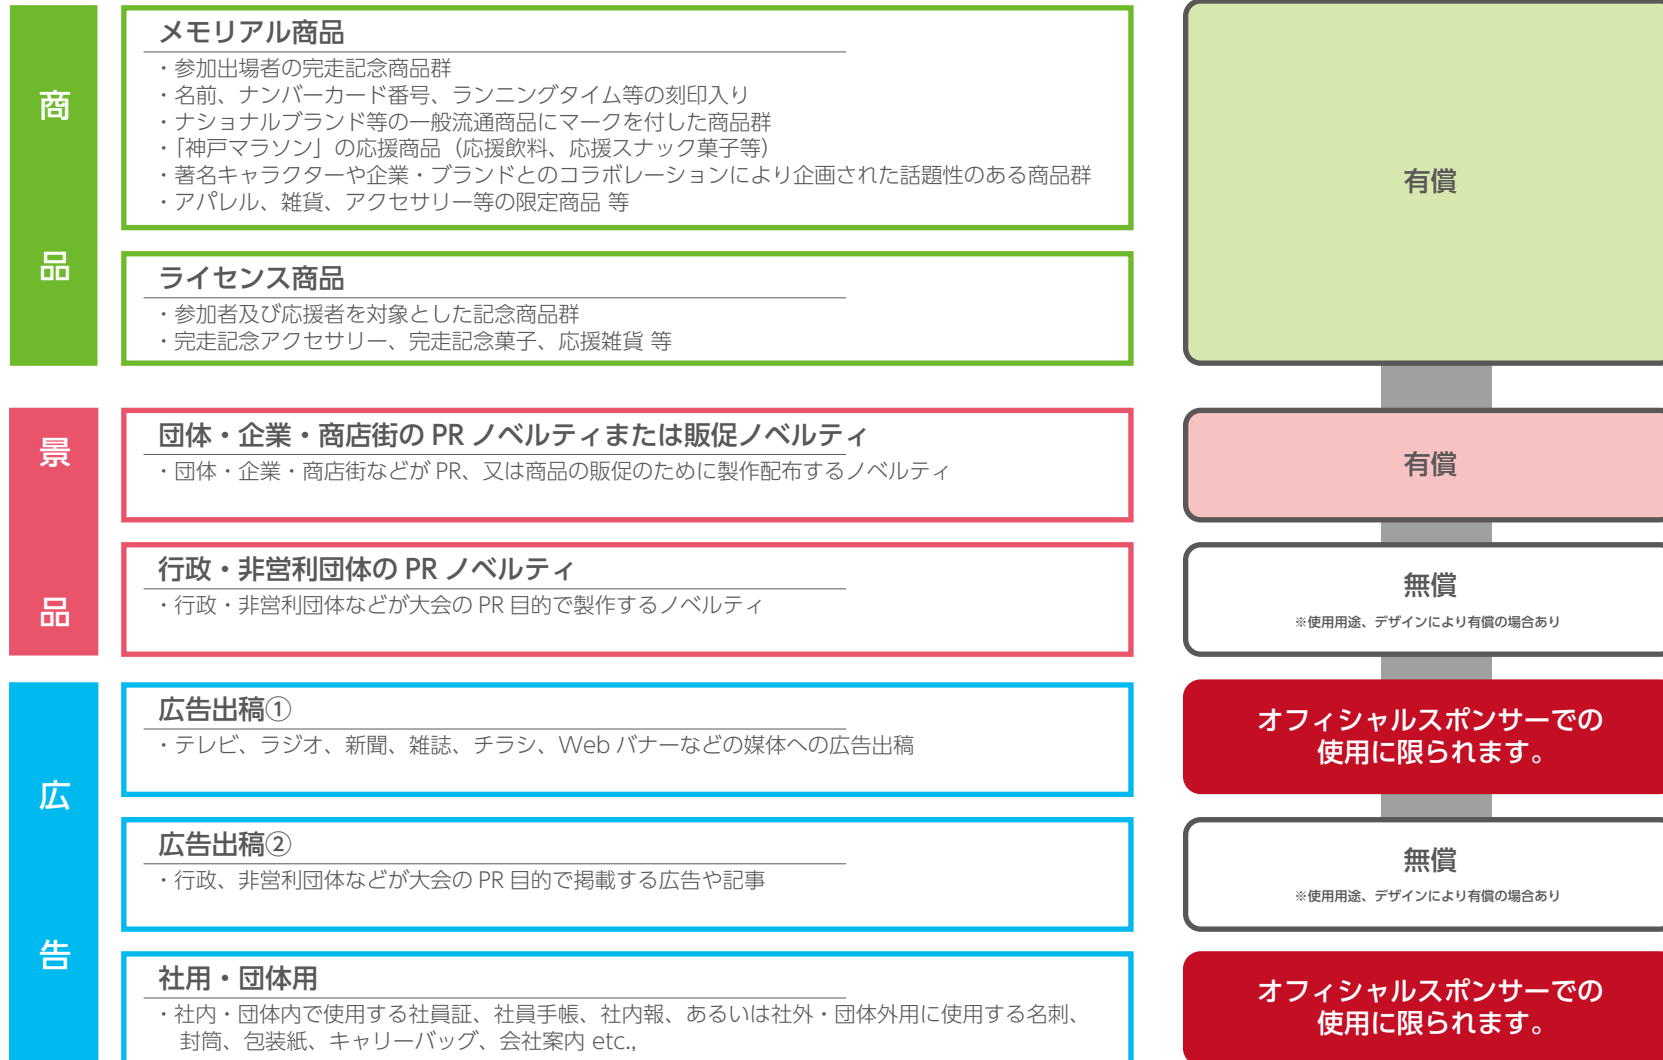 商品
メモリアル商品
・参加出場者の完走記念商品群
・名前、ナンバーカード番号、ランニングタイム等の刻印入り
・ナショナルブランド等の一般流通商品にマークを付した商品群
・「神戸マラソン」の応援商品（応援飲料、応援スナック菓子等）
・著名キャラクターや企業・ブランドとのコラボレーションにより企画された話題性のある商品群
・アパレル、雑貨、アクセサリー等の限定商品 等
有償
ライセンス商品
・参加者及び応援者を対象とした記念商品群
・完走記念アクセサリー、完走記念菓子、応援雑貨 等
景品
団体・企業・商店街の PR ノベルティまたは販促ノベルティ
・団体・企業・商店街などが PR、又は商品の販促のために製作配布するノベルティ
有償
行政・非営利団体の PR ノベルティ
・行政・非営利団体などが大会の PR 目的で製作するノベルティ
無償
※使用用途、デザインにより有償の場合あり
広告
広告出稿①
・テレビ、ラジオ、新聞、雑誌、チラシ、Web バナーなどの媒体への広告出稿
オフィシャルスポンサーでの
使用に限られます。
広告出稿②
・行政、非営利団体などが大会の PR 目的で掲載する広告や記事
無償
※使用用途、デザインにより有償の場合あり
社用・団体用
・社内・団体内で使用する社員証、社員手帳、社内報、あるいは社外・団体外用に使用する名刺、
封筒、包装紙、キャリーバッグ、会社案内 etc.,
オフィシャルスポンサーでの
使用に限られます。